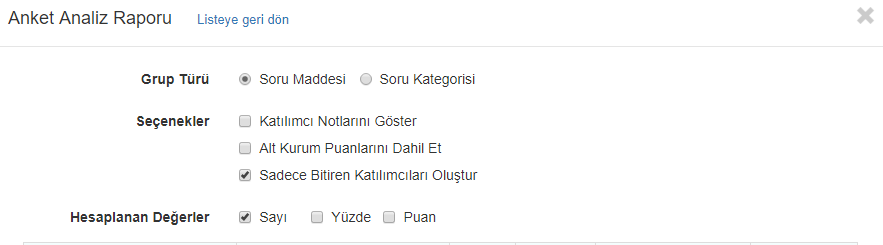 Anket Analiz Raporu Listeye geri dön
Grup Türü Soru Maddesi Soru Kategorisi
Seçenekler Katılımcı Notlarını Göster
Alt Kurum Puanlarını Dahil Et
Sadece Bitiren Katılımcıları Oluştur
Hesaplanan Değerler Sayı Yüzde Puan